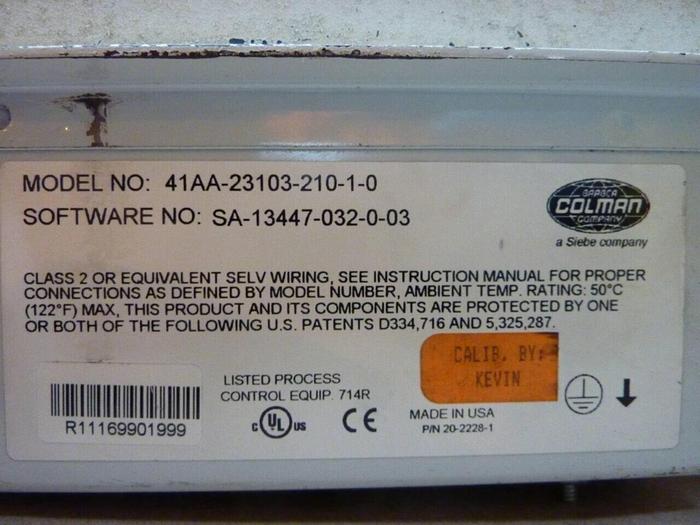 MODEL NO: 41AA-23103-210-1-0
SOFTWARE NO: SA-13447-032-0-03
COLMAN
COMPANY
a Siebe company
CLASS 2 OR EQUIVALENT SELV WIRING, SEE INSTRUCTION MANUAL FOR PROPER
CONNECTIONS AS DEFINED BY MODEL NUMBER, AMBIENT TEMP. RATING: 50°C
(122°F) MAX, THIS PRODUCT AND ITS COMPONENTS ARE PROTECTED BY ONE
OR BOTH OF THE FOLLOWING U.S. PATENTS D334,716 AND 5,325,287.
R11169901999
LISTED PROCESS
CONTROL EQUIP. 714R
C UL US CE
CALIB. BY:
KEVIN
MADE IN USA
P/N 20-2228-1